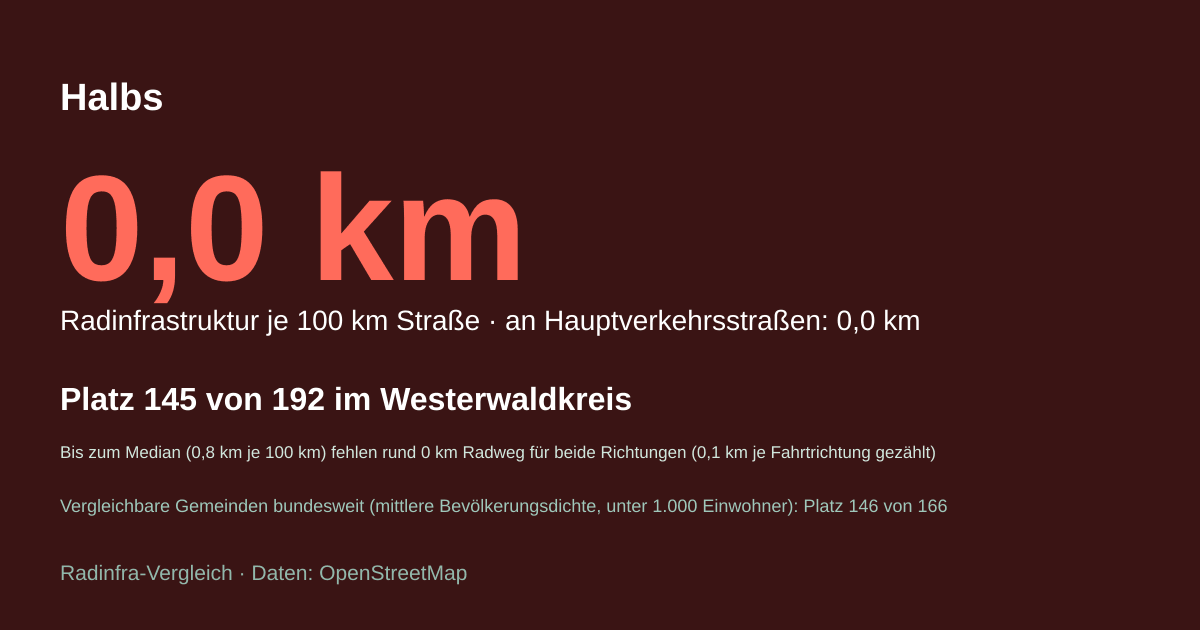 Halbs
0,0 km
Radinfrastruktur je 100 km Straße · an Hauptverkehrsstraßen: 0,0 km
Platz 145 von 192 im Westerwaldkreis
Bis zum Median (0,8 km je 100 km) fehlen rund 0 km Radweg für beide Richtungen (0,1 km je Fahrtrichtung gezählt)
Vergleichbare Gemeinden bundesweit (mittlere Bevölkerungsdichte, unter 1.000 Einwohner): Platz 146 von 166
Radinfra-Vergleich · Daten: OpenStreetMap